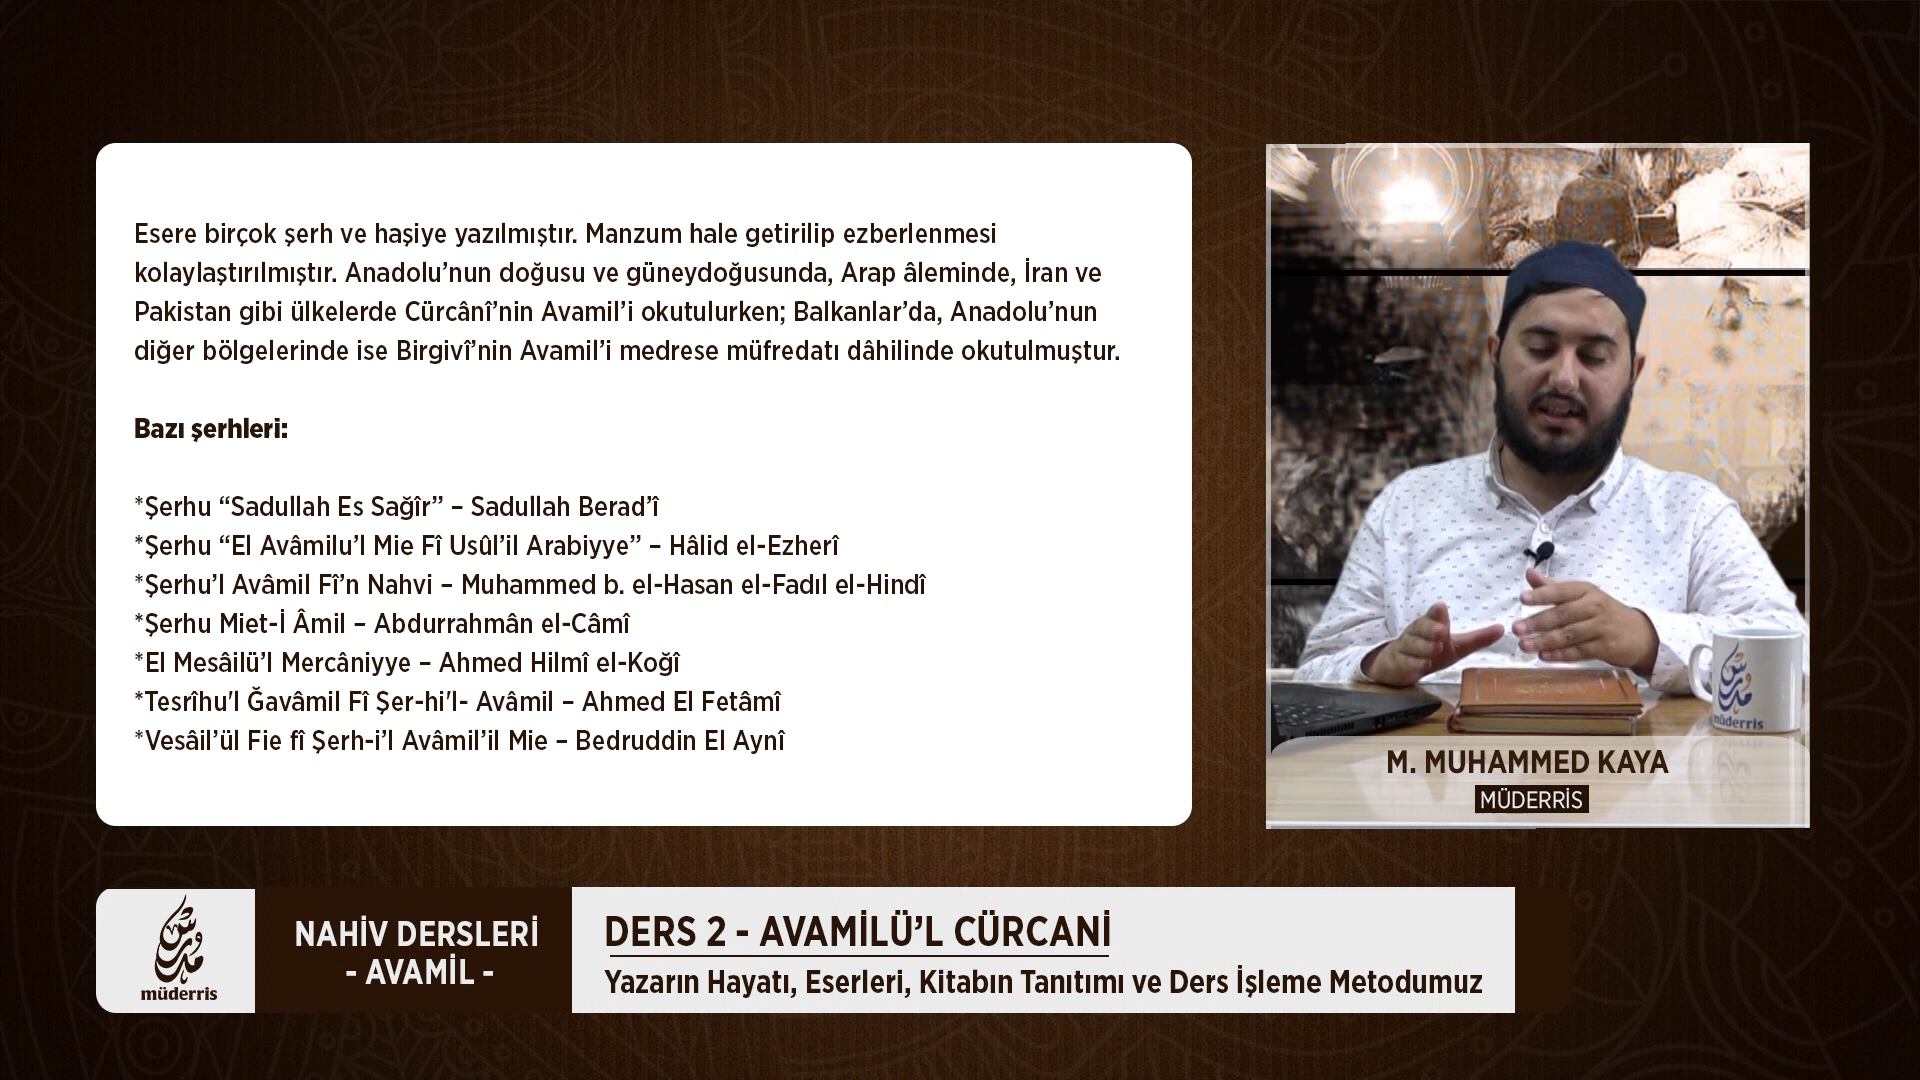 Esere birçok şerh ve haşiye yazılmıştır. Manzum hale getirilip ezberlenmesi
kolaylaştırılmıştır. Anadolu’nun doğusu ve güneydoğusunda, Arap âleminde, İran ve
Pakistan gibi ülkelerde Cürcânî’nin Avamil’i okutulurken; Balkanlar’da, Anadolu’nun
diğer bölgelerinde ise Birgivî’nin Avamil’i medrese müfredatı dâhilinde okutulmuştur.
Bazı şerhleri:
*Şerhu “Sadullah Es Sağîr” – Sadullah Berad’î
*Şerhu “El Avâmilu’l Mie Fî Usûl’il Arabiyye” – Hâlid el-Ezherî
*Şerhu’l Avâmil Fî’n Nahvi – Muhammed b. el-Hasan el-Fadıl el-Hindî
*Şerhu Miet-İ Âmil – Abdurrahmân el-Câmî
*El Mesâilü’l Mercâniyye – Ahmed Hilmî el-Koğî
*Tesrîhu'l Ğavâmil Fî Şer-hi'l- Avâmil – Ahmed El Fetâmî
*Vesâil’ül Fie fî Şerh-i’l Avâmil’il Mie – Bedruddin El Aynî
مدرس
müderris
M. MUHAMMED KAYA
MÜDERRİS
مدرس
müderris
NAHİV DERSLERİ
- AVAMİL -
DERS 2 - AVAMİLÜ’L CÜRCANİ
Yazarın Hayatı, Eserleri, Kitabın Tanıtımı ve Ders İşleme Metodumuz